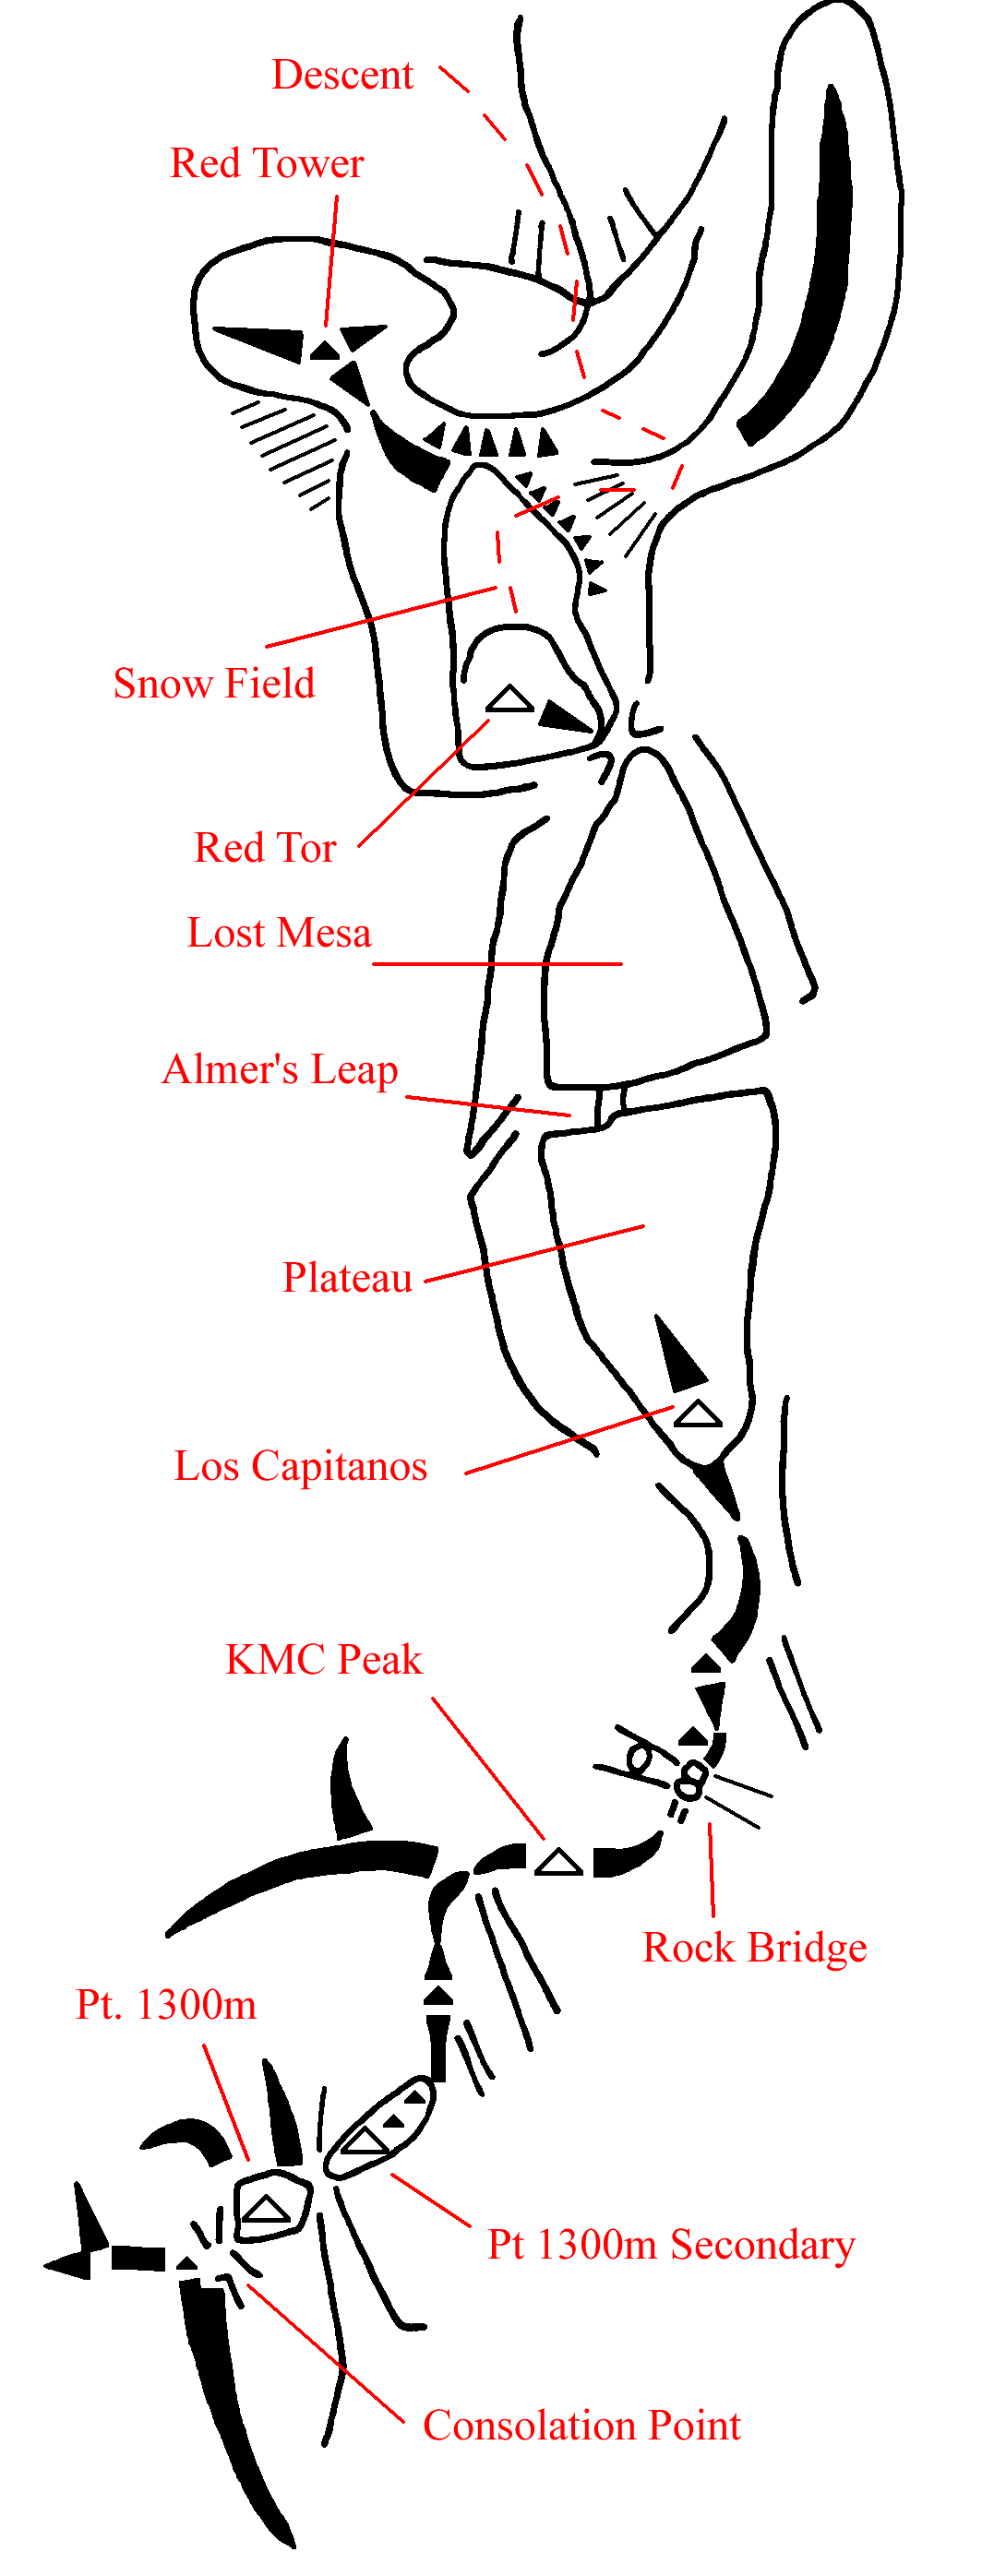 Descent
Red Tower
Snow Field
Red Tor
Lost Mesa
Almer's Leap
Plateau
Los Capitanos
KMC Peak
Rock Bridge
Pt. 1300m
Pt 1300m Secondary
Consolation Point